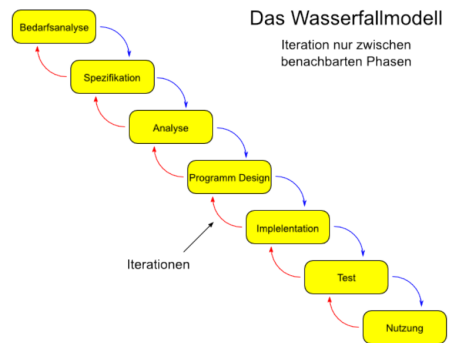 Das Wasserfallmodell
Iteration nur zwischen
benachbarten Phasen
Bedarfsanalyse
Spezifikation
Analyse
Programm Design
Implelentation
Iterationen
Test
Nutzung